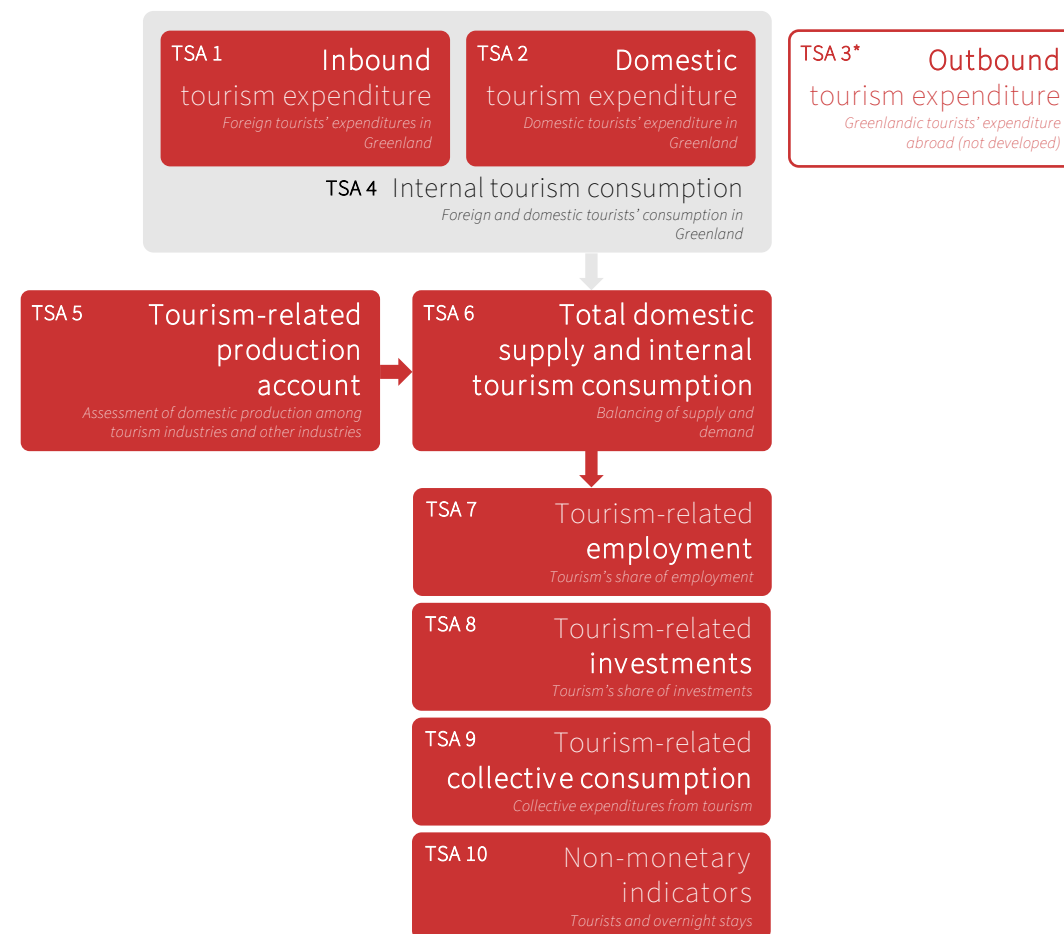 TSA 1
Inbound
tourism expenditure
Foreign tourists’ expenditures in
Greenland
TSA 2
Domestic
tourism expenditure
Domestic tourists’ expenditure in
Greenland
TSA 3*
Outbound
tourism expenditure
Greenlandic tourists’ expenditure
abroad (not developed)
TSA 4 Internal tourism consumption
Foreign and domestic tourists’ consumption in
Greenland
TSA 5
Tourism-related
production
account
Assessment of domestic production among
tourism industries and other industries
TSA 6
Total domestic
supply and internal
tourism consumption
Balancing of supply and
demand
TSA 7
Tourism-related
employment
Tourism’s share of employment
TSA 8
Tourism-related
investments
Tourism’s share of investments
TSA 9
Tourism-related
collective consumption
Collective expenditures from tourism
TSA 10
Non-monetary
indicators
Tourists and overnight stays